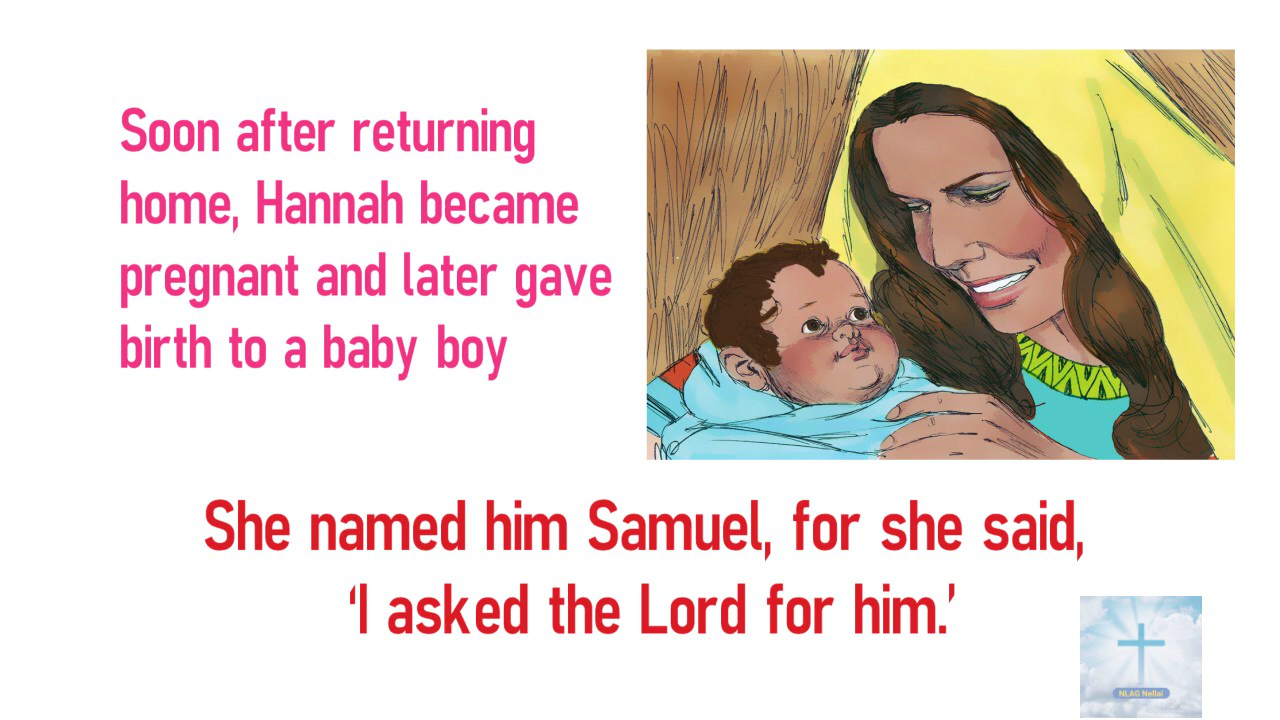 Soon after returning
home, Hannah became
pregnant and later gave
birth to a baby boy
She named him Samuel, for she said,
‘I asked the Lord for him.’
NLAG Nellai